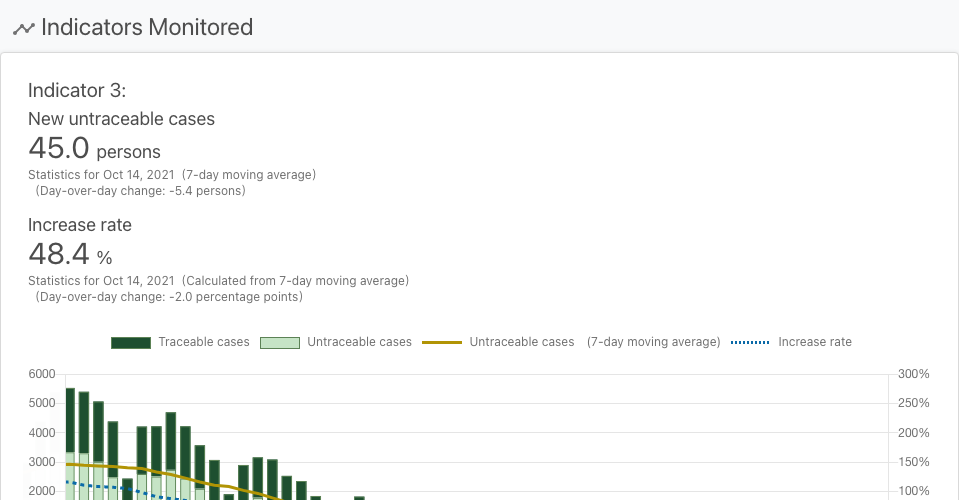 Indicators Monitored
Indicator 3:
New untraceable cases
45.0 persons
Statistics for Oct 14, 2021 (7-day moving average)
(Day-over-day change: -5.4 persons)
Increase rate
48.4 %
Statistics for Oct 14, 2021 (Calculated from 7-day moving average)
(Day-over-day change: -2.0 percentage points)
Traceable cases Untraceable cases Untraceable cases (7-day moving average) Increase rate
6000 300%
5000 250%
4000 200%
3000 150%
2000 100%